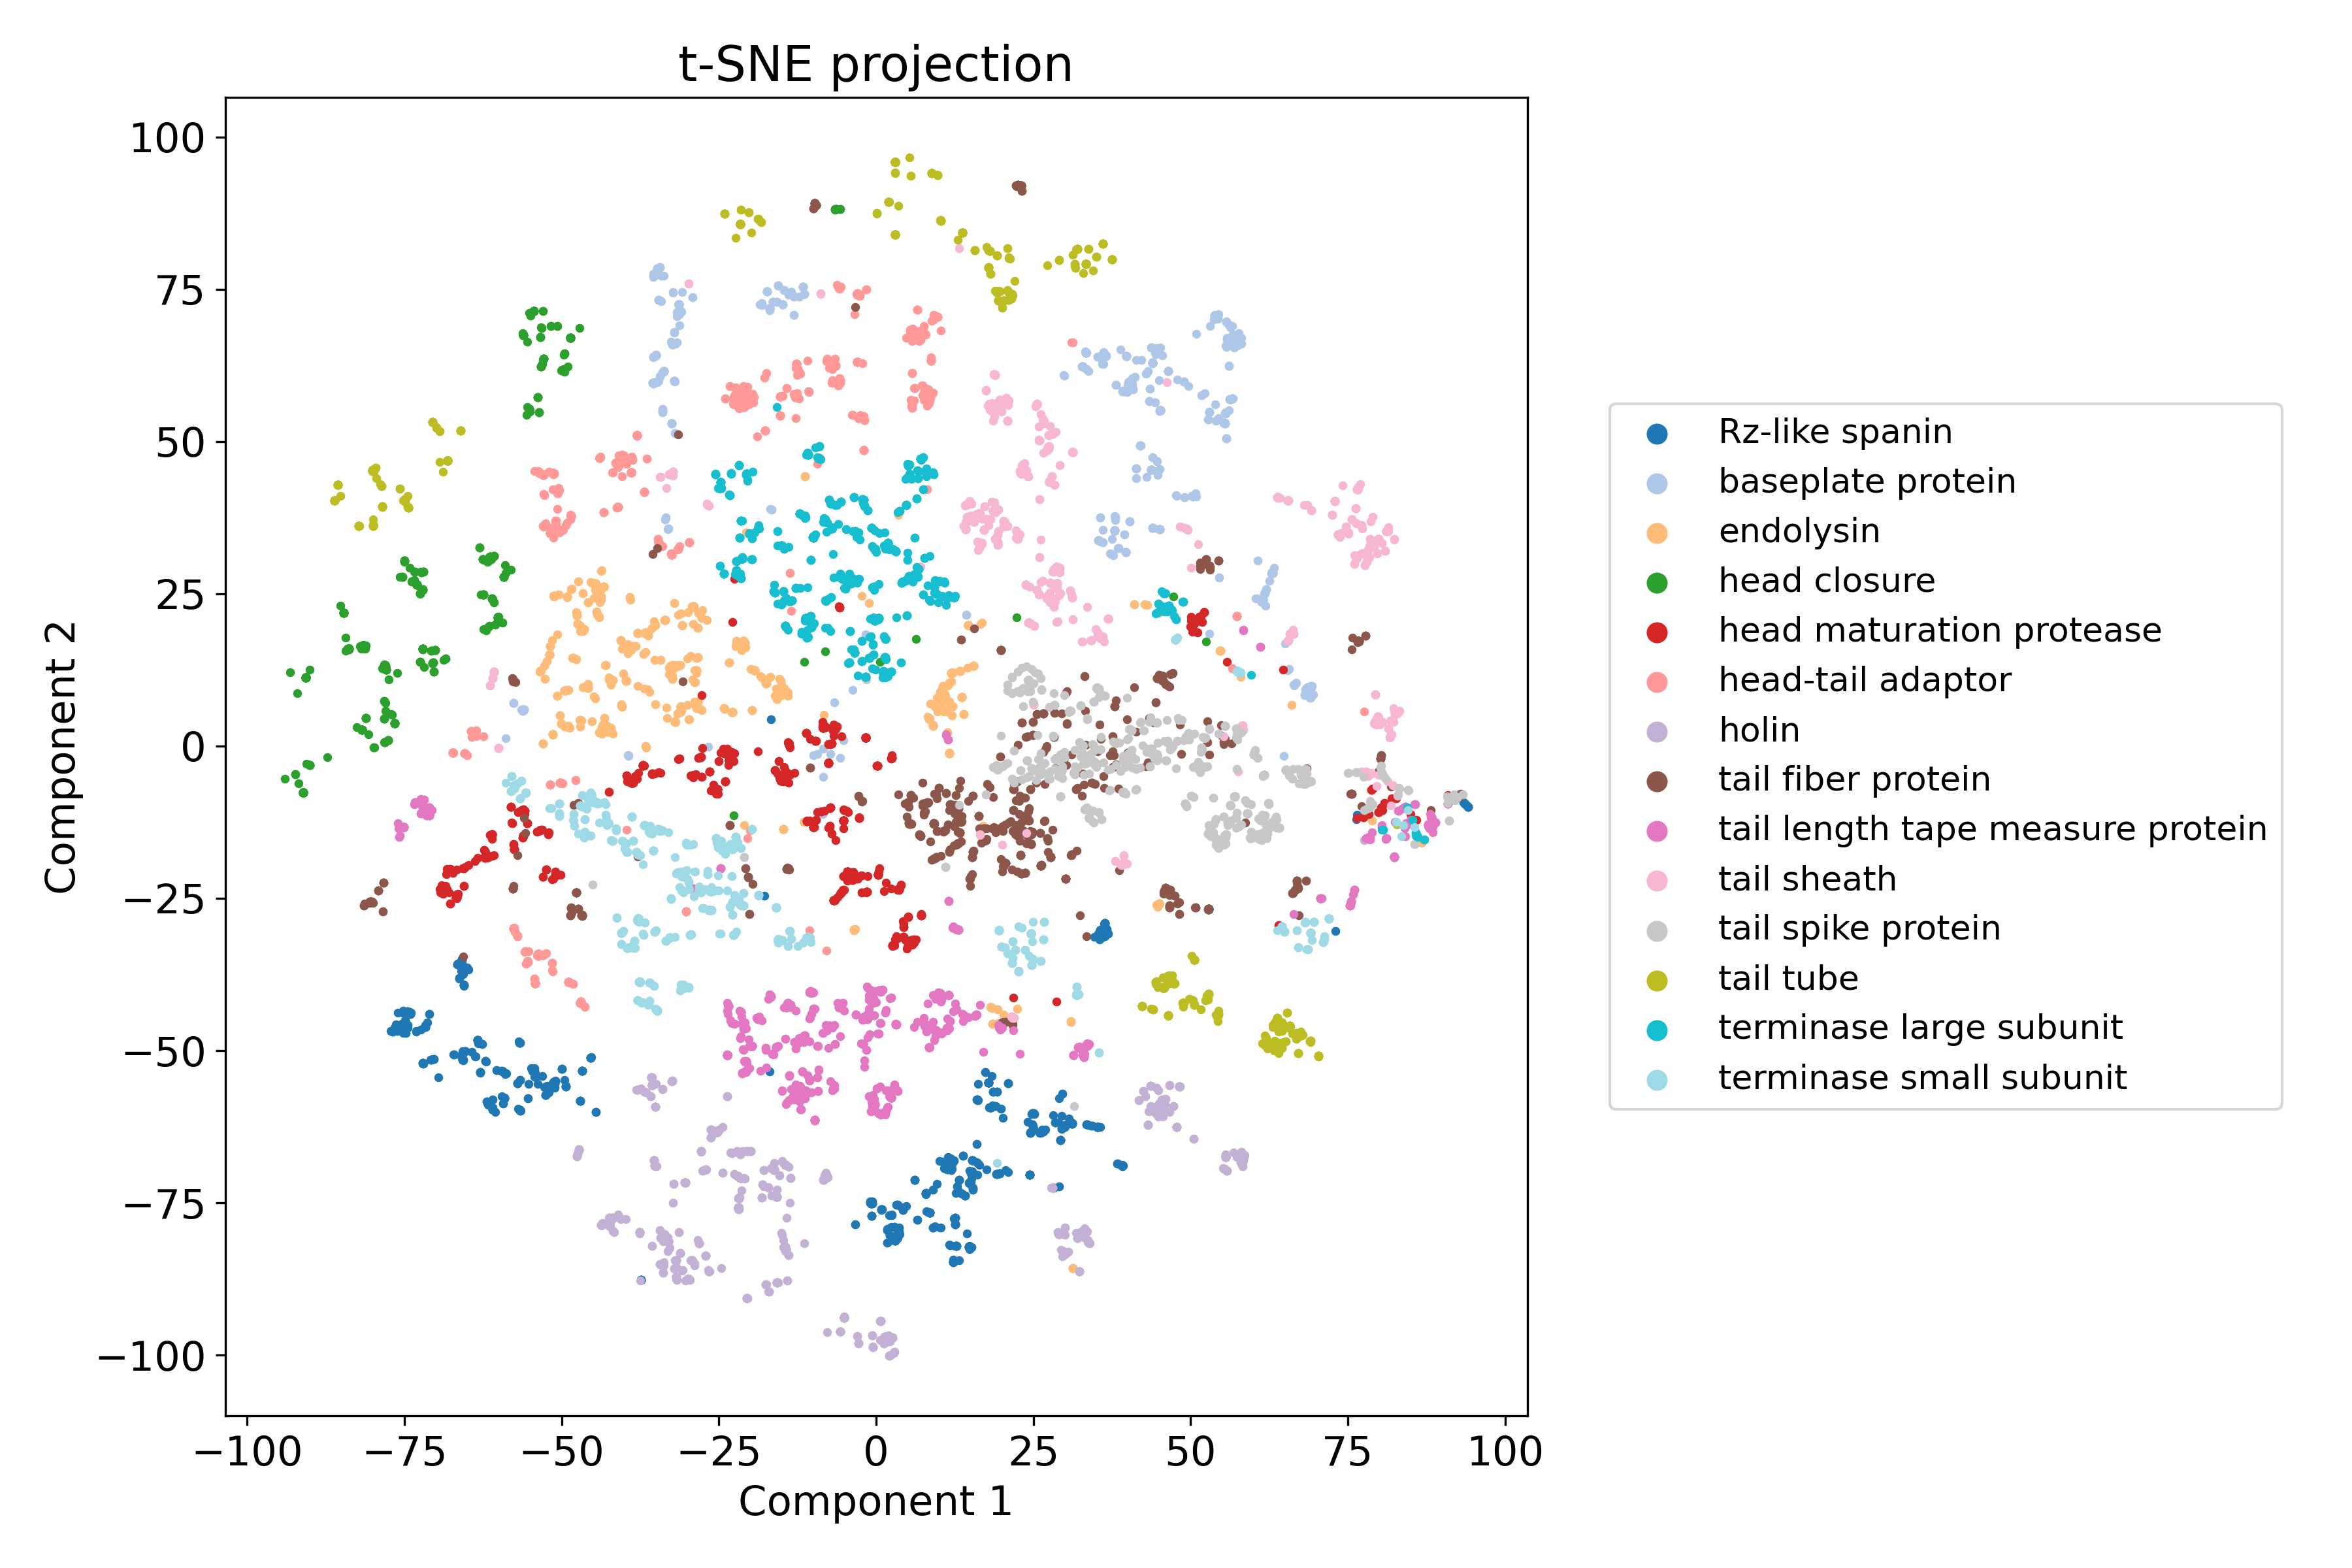 t-SNE projection
100
75
50
25
0
−25
−50
−75
−100
Component 2
−100
−75
−50
−25
0
25
50
75
100
Component 1
Rz-like spanin
baseplate protein
endolysin
head closure
head maturation protease
head-tail adaptor
holin
tail fiber protein
tail length tape measure protein
tail sheath
tail spike protein
tail tube
terminase large subunit
terminase small subunit